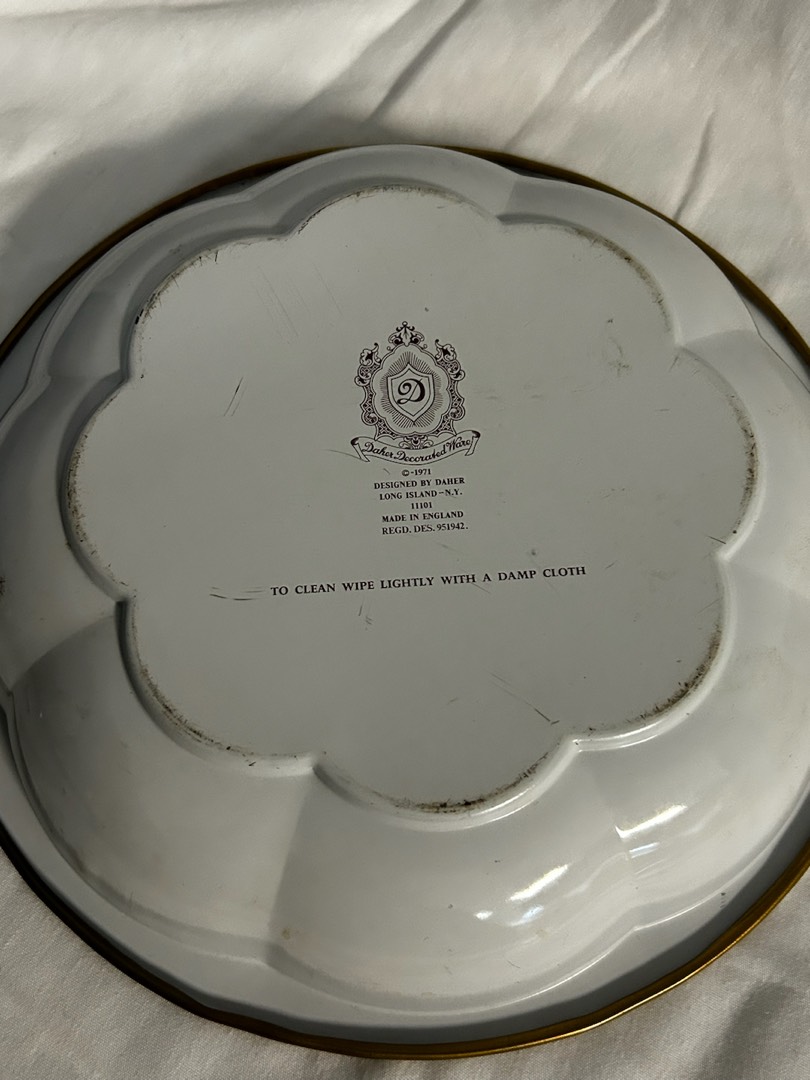 D
Daher Decorated Ware
©-1971
DESIGNED BY DAHER
LONG ISLAND-N.Y.
11101
MADE IN ENGLAND
REGD. DES. 951942.
TO CLEAN WIPE LIGHTLY WITH A DAMP CLOTH